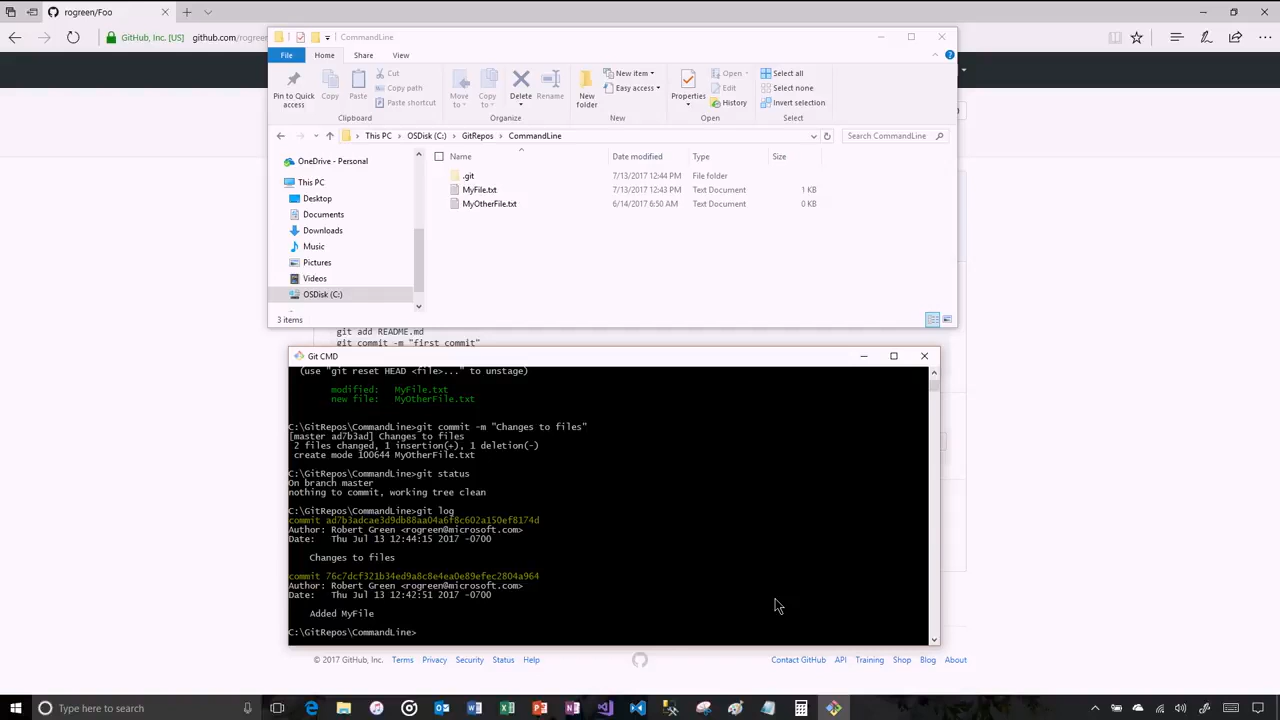 rogreen/Foo
GitHub, Inc. [US]
github.com/rogreen
CommandLine
File
Home
Share
View
Pin to Quick access
Copy
Paste
Cut
Copy path
Paste shortcut
Clipboard
Move to
Copy to
Delete
Rename
Organize
New folder
New item
Easy access
New
Properties
Open
Edit
History
Open
Select all
Select none
Invert selection
Select
This PC
OSDisk (C:)
GitRepos
CommandLine
Search CommandLine
Name
Date modified
Type
Size
OneDrive - Personal
This PC
Desktop
Documents
Downloads
Music
Pictures
Videos
OSDisk (C:)
.git 7/13/2017 12:44 PM File folder
MyFile.txt 7/13/2017 12:43 PM Text Document 1 KB
MyOtherFile.txt 6/14/2017 6:50 AM Text Document 0 KB
3 items
git add README.md
git commit -m "first commit"
Git CMD
(use "git reset HEAD <file>..." to unstage)
modified: MyFile.txt
new file: MyOtherFile.txt
C:\GitRepos\CommandLine>git commit -m "Changes to files"
[master ad7b3ad] Changes to files
2 files changed, 1 insertion(+), 1 deletion(-)
create mode 100644 MyOtherFile.txt
C:\GitRepos\CommandLine>git status
On branch master
nothing to commit, working tree clean
C:\GitRepos\CommandLine>git log
commit ad7b3adcae3d9db88aa04a6f8c602a150ef8174d
Author: Robert Green <rogreen@microsoft.com>
Date: Thu Jul 13 12:44:15 2017 -0700
Changes to files
commit 76c7dcf321b34ed9a8c8e4ea0e89efec2804a964
Author: Robert Green <rogreen@microsoft.com>
Date: Thu Jul 13 12:42:51 2017 -0700
Added MyFile
C:\GitRepos\CommandLine>
© 2017 GitHub, Inc.
Terms
Privacy
Security
Status
Help
Contact GitHub
API
Training
Shop
Blog
About
Type here to search